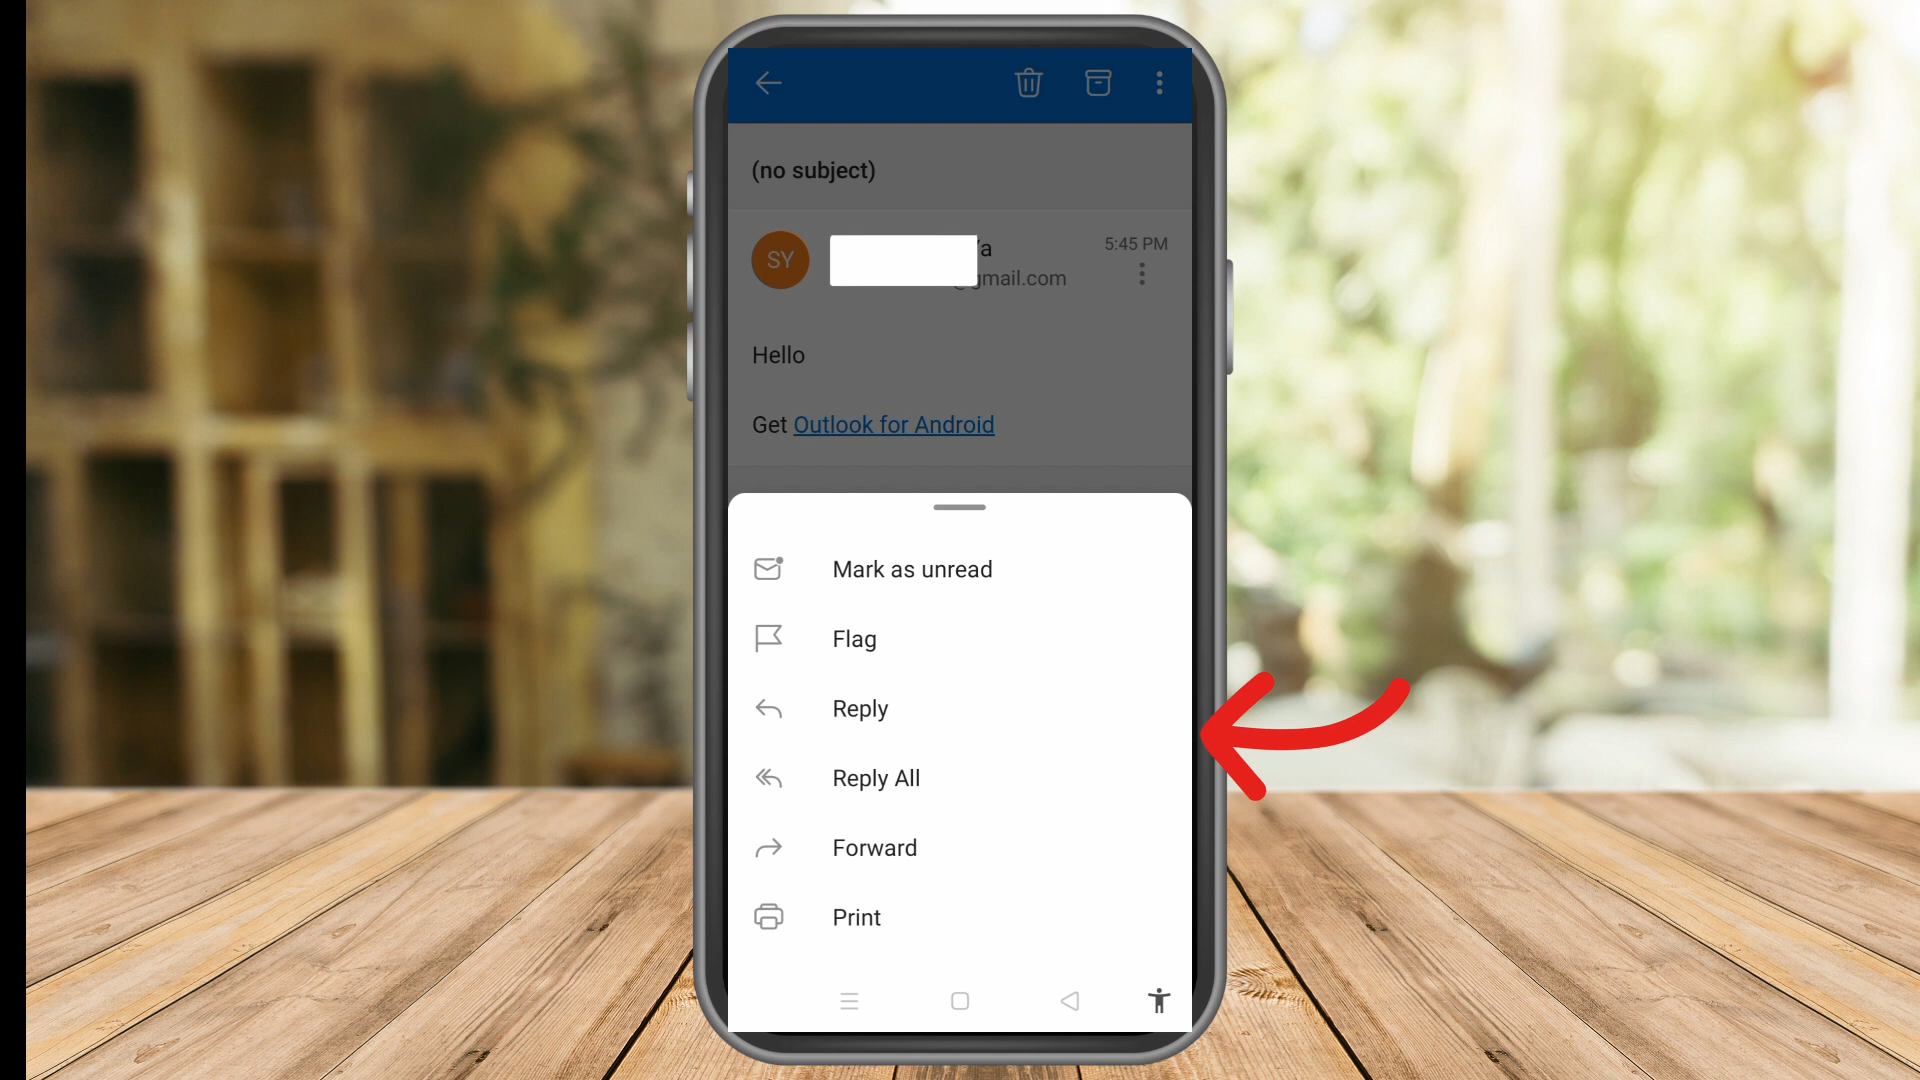 (no subject)
SY
a
5:45 PM
@gmail.com
Hello
Get Outlook for Android
Mark as unread
Flag
Reply
Reply All
Forward
Print